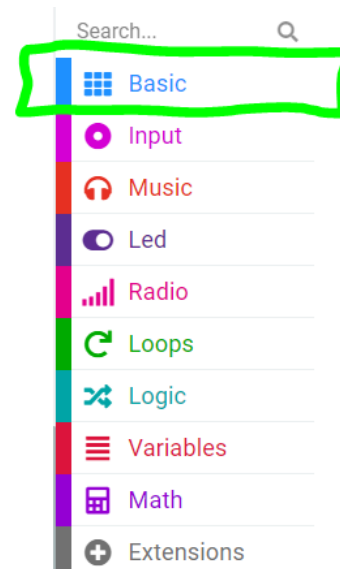 Search...
Basic
Input
Music
Led
Radio
Loops
Logic
Variables
Math
Extensions